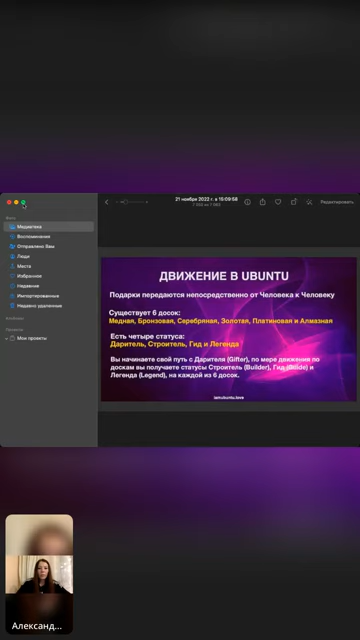 21 ноября 2022 г. в 15:09:58
Редактировать
Фото
Медиатека
Воспоминания
Отправлено Вам
Люди
Места
Избранное
Недавние
Импортированные
Недавно удаленные
Альбомы
Проекты
Мои проекты
ДВИЖЕНИЕ В UBUNTU
Подарки передаются непосредственно от Человека к Человеку
Существует 6 досок:
Медная, Бронзовая, Серебряная, Золотая, Платиновая и Алмазная
Есть четыре статуса:
Даритель, Строитель, Гид и Легенда
Вы начинаете свой путь с Дарителя (Gifter), по мере движения по
доскам вы получаете статусы Строитель (Builder), Гид (Guide) и
Легенда (Legend), на каждой из 6 досок.
iamubuntu.love
Александ...